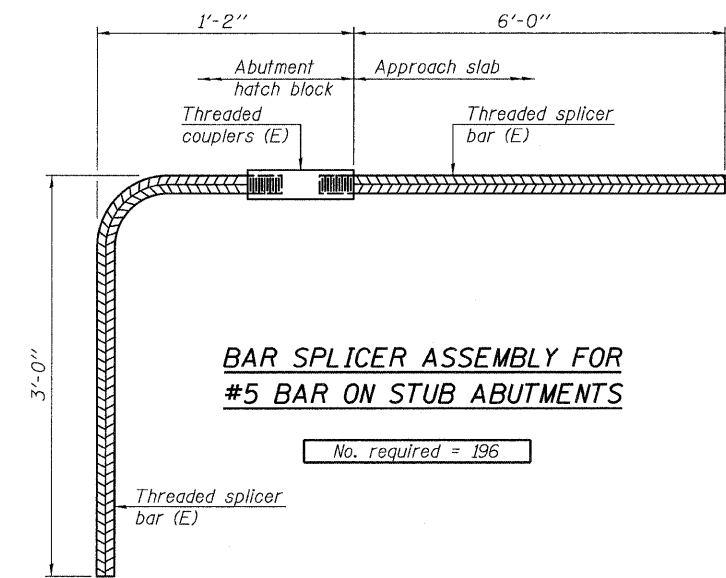 1'-2"
6'-0"
Abutment
hatch block
Approach slab
Threaded
couplers (E)
Threaded splicer
bar (E)
3'-0"
BAR SPLICER ASSEMBLY FOR
#5 BAR ON STUB ABUTMENTS
No. required = 196
Threaded splicer
bar (E)